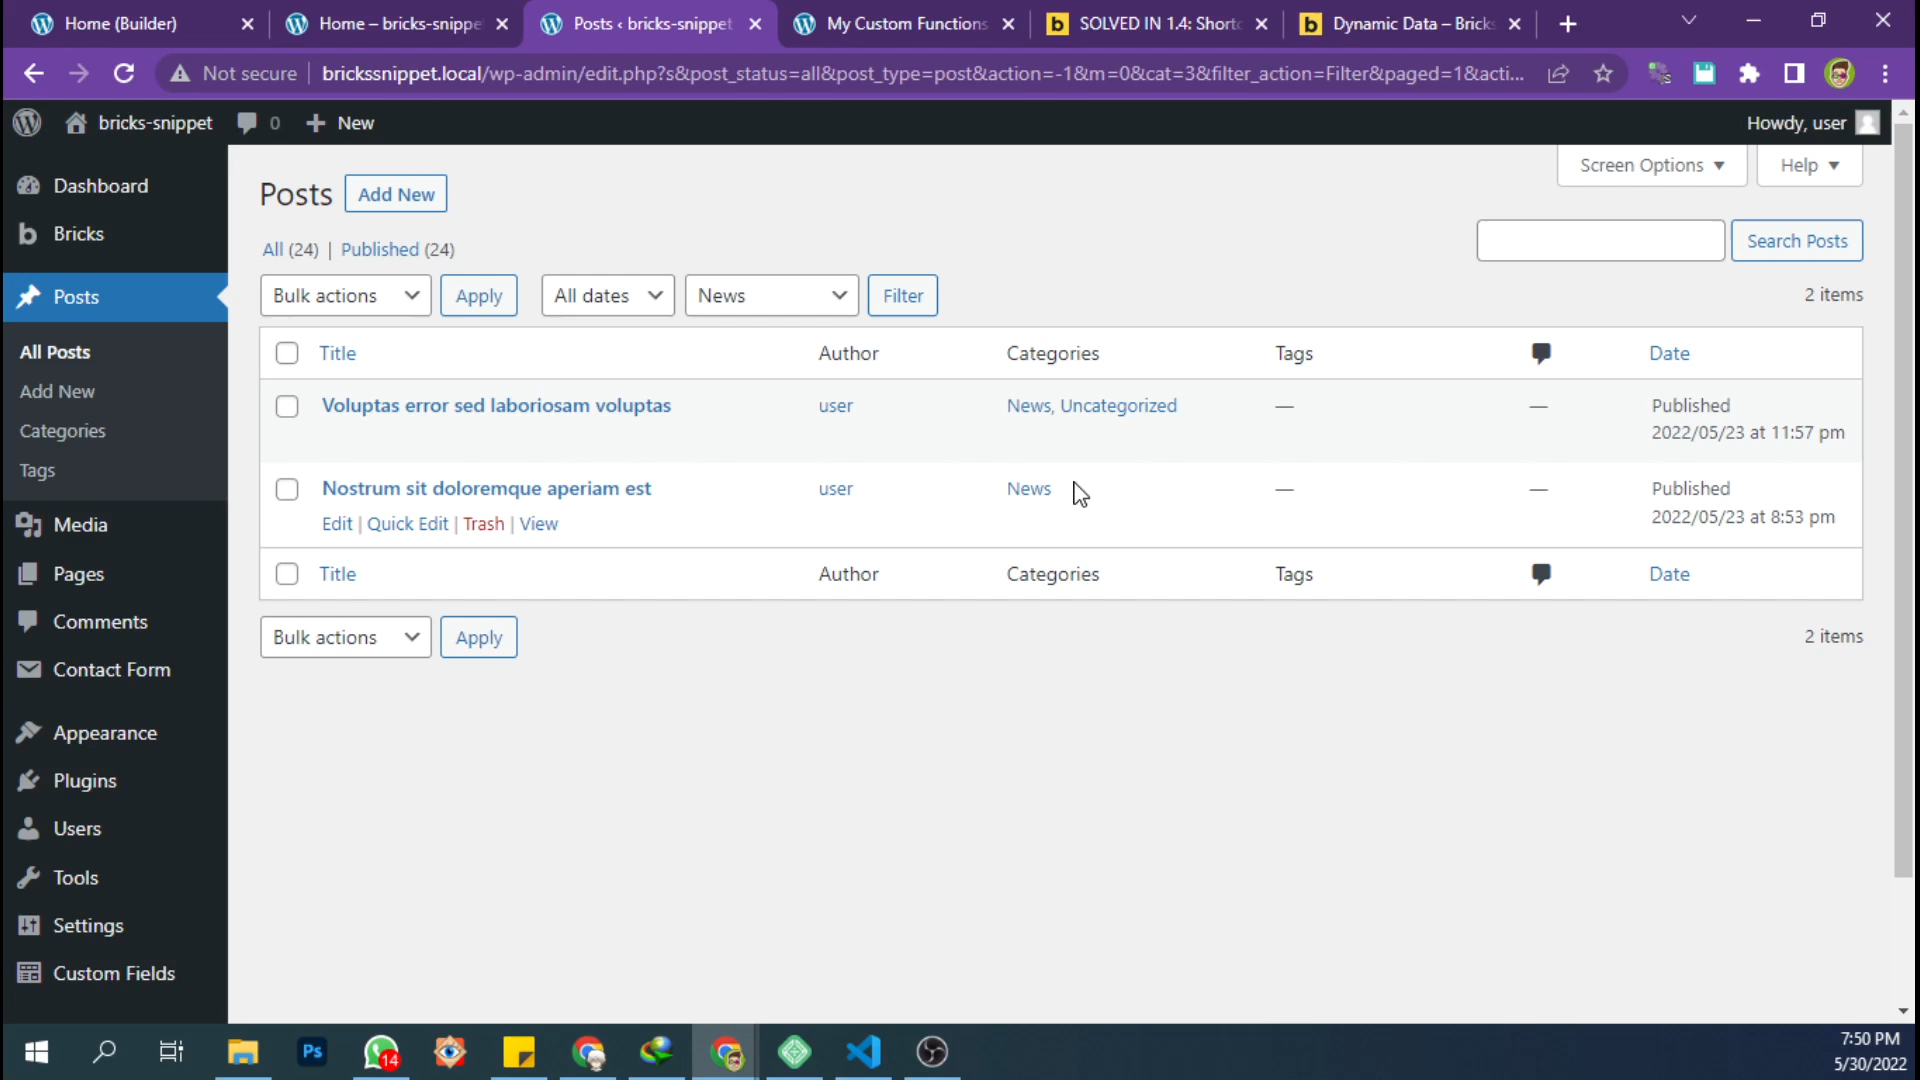 Home (Builder)
Home – bricks-snippe
Posts ‹ bricks-snippet
My Custom Functions
SOLVED IN 1.4: Shortc
Dynamic Data – Bricks
Not secure
brickssnippet.local/wp-admin/edit.php?s&post_status=all&post_type=post&action=-1&m=0&cat=3&filter_action=Filter&paged=1&acti...
bricks-snippet
0
New
Howdy, user
Dashboard
Bricks
Posts
All Posts
Add New
Categories
Tags
Media
Pages
Comments
Contact Form
Appearance
Plugins
Users
Tools
Settings
Custom Fields
Screen Options
Help
Posts
Add New
All (24) | Published (24)
Search Posts
Bulk actions
Apply
All dates
News
Filter
2 items
Title Author Categories Tags Date
Voluptas error sed laboriosam voluptas user News, Uncategorized — — Published
2022/05/23 at 11:57 pm
Nostrum sit doloremque aperiam est user News — — Published
Edit | Quick Edit | Trash | View 2022/05/23 at 8:53 pm
Title Author Categories Tags Date
Bulk actions
Apply
2 items
Ps
14
7:50 PM
5/30/2022